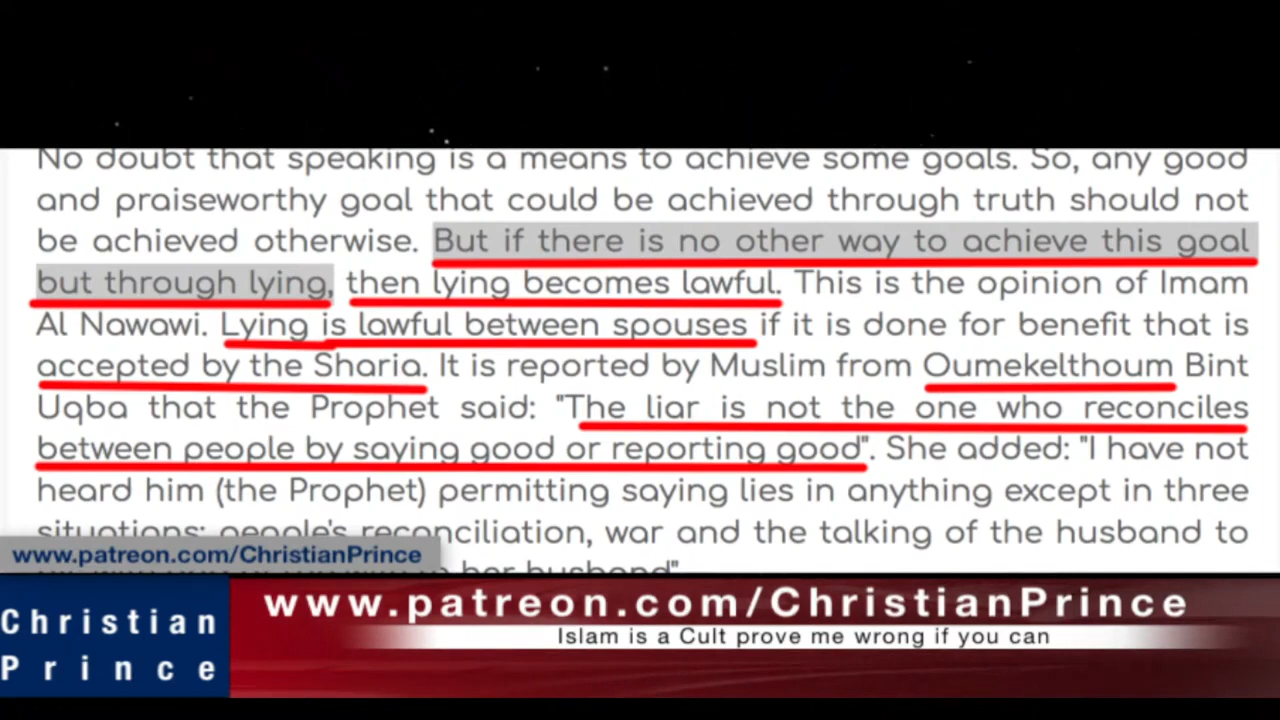 No doubt that speaking is a means to achieve some goals. So, any good
and praiseworthy goal that could be achieved through truth should not
be achieved otherwise. But if there is no other way to achieve this goal
but through lying, then lying becomes lawful. This is the opinion of Imam
Al Nawawi. Lying is lawful between spouses if it is done for benefit that is
accepted by the Sharia. It is reported by Muslim from Oumekelthoum Bint
Uqba that the Prophet said: "The liar is not the one who reconciles
between people by saying good or reporting good". She added: "I have not
heard him (the Prophet) permitting saying lies in anything except in three
situations: people's reconciliation, war and the talking of the husband to
her husband"
www.patreon.com/ChristianPrince
Christian
Prince
www.patreon.com/ChristianPrince
Islam is a Cult prove me wrong if you can